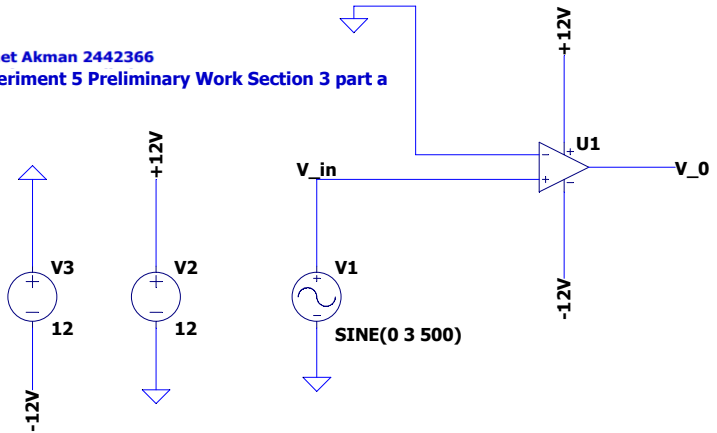 et Akman 2442366
eriment 5 Preliminary Work Section 3 part a
+12V
U1
V_0
-12V
V_in
V1
SINE(0 3 500)
+12V
V2
12
V3
12
-12V